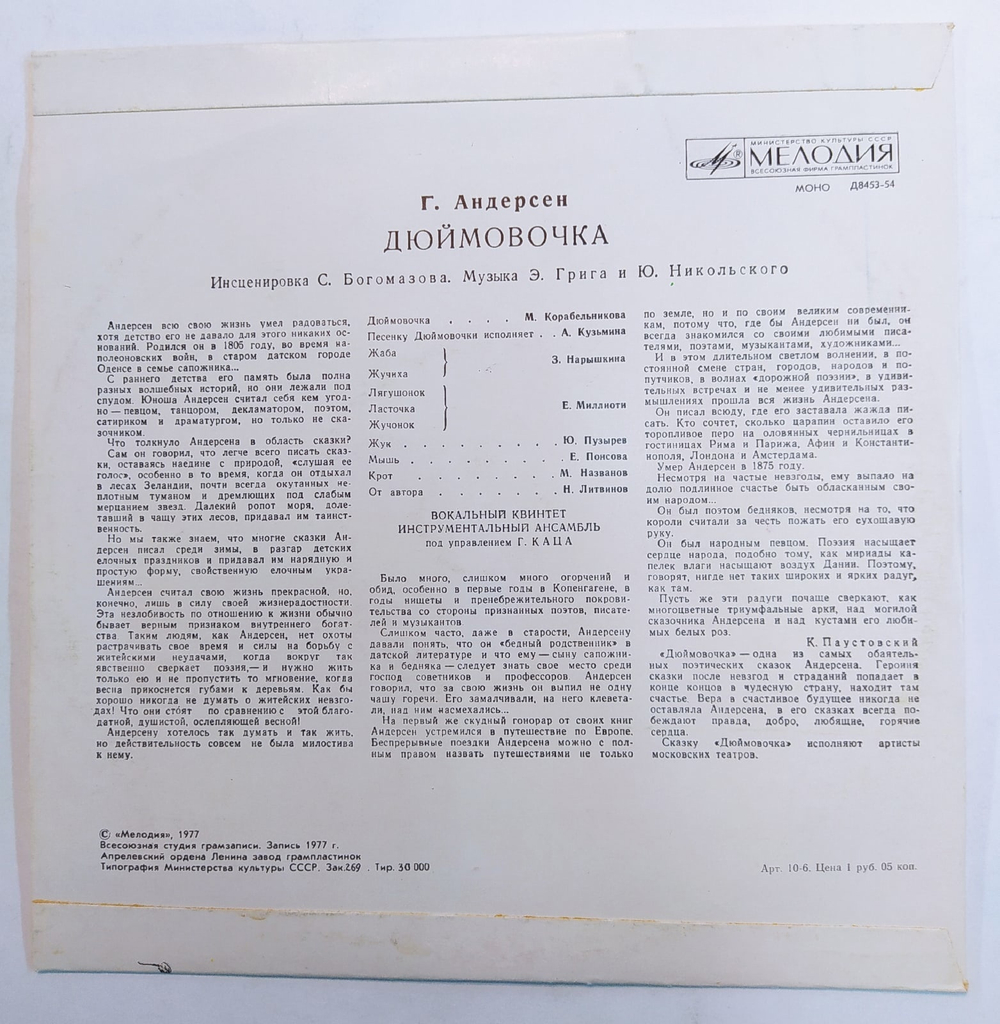 МИНИСТЕРСТВО КУЛЬТУРЫ СССР
МЕЛОДИЯ
ВСЕСОЮЗНАЯ ФИРМА ГРАМПЛАСТИНОК
МОНО Д8453-54
Г. Андерсен
ДЮЙМОВОЧКА
Инсценировка С. Богомазова. Музыка Э. Грига и Ю. Никольского
Андерсен всю свою жизнь умел радоваться,
хотя детство его не давало для этого никаких ос-
нований. Родился он в 1805 году, во время на-
полеоновских войн, в старом датском городе
Оденсе в семье сапожника...
С раннего детства его память была полна
разных волшебных историй, но они лежали под
спудом. Юноша Андерсен считал себя кем угод-
но — певцом, танцором, декламатором, поэтом,
сатириком и драматургом, но только не ска-
зочником.
Что толкнуло Андерсена в область сказки?
Сам он говорил, что легче всего писать сказ-
ки, оставаясь наедине с природой, «слушая ее
голос», особенно в то время, когда он отдыхал
в лесах Зеландии, почти всегда окутанных не-
плотным туманом и дремлющих под слабым
мерцанием звезд. Далекий ропот моря, доле-
тавший в чащу этих лесов, придавал им таинст-
венность.
Но мы также знаем, что многие сказки Ан-
дерсен писал среди зимы, в разгар детских
елочных праздников и придавал им нарядную и
простую форму, свойственную елочным укра-
шениям...
Андерсен считал свою жизнь прекрасной, но,
конечно, лишь в силу своей жизнерадостности.
Эта незлобивость по отношению к жизни обычно
бывает верным признаком внутреннего богат-
ства Таким людям, как Андерсен, нет охоты
растрачивать свое время и силы на борьбу с
житейскими неудачами, когда вокруг так
явственно сверкает поэзия,— и нужно жить
только ею и не пропустить то мгновение, когда
весна прикоснется губами к деревьям. Как бы
хорошо никогда не думать о житейских невзго-
дах! Что они стоят по сравнению с этой благо-
датной, душистой, ослепляющей весной!
Андерсену хотелось так думать и так жить,
но действительность совсем не была милостива
к нему.
Дюймовочка . . . . М. Корабельникова
Песенку Дюймовочки исполняет . . А. Кузьмина
Жаба
З. Нарышкина
Жучиха
Лягушонок
Ласточка Е. Миллиоти
Жучонок
Жук . . . . . . . . Ю. Пузырев
Мышь . . . . . . . . Е. Понсова
Крот . . . . . . . М. Названов
От автора . . . . . . Н. Литвинов
ВОКАЛЬНЫЙ КВИНТЕТ
ИНСТРУМЕНТАЛЬНЫЙ АНСАМБЛЬ
под управлением Г. КАЦА
Было много, слишком много огорчений и
обид, особенно в первые годы в Копенгагене, в
годы нищеты и пренебрежительного покрови-
тельства со стороны признанных поэтов, писате-
лей и музыкантов
Слишком часто, даже в старости, Андерсену
давали понять, что он «бедный родственник» в
датской литературе и что ему — сыну сапожни-
ка и бедняка — следует знать свое место среди
господ советников и профессоров. Андерсен
говорил, что за свою жизнь он выпил не одну
чашу горечи. Его замалчивали, на него клевета-
ли, над ним насмехались...
На первый же скудный гонорар от своих книг
Андерсен устремился в путешествие по Европе.
Беспрерывные поездки Андерсена можно с пол-
ным правом назвать путешествиями не только
по земле, но и по своим великим современни-
кам, потому что, где бы Андерсен ни был, он
всегда знакомился со своими любимыми писа-
телями, поэтами, музыкантами, художниками...
И в этом длительном светлом волнении, в по-
стоянной смене стран, городов, народов и по-
путчиков, в волнах «дорожной поэзии», в удиви-
тельных встречах и не менее удивительных раз-
мышлениях прошла вся жизнь Андерсена.
Он писал всюду, где его заставала жажда пи-
сать. Кто сочтет, сколько царапин оставило его
торопливое перо на оловянных чернильницах в
гостиницах Рима и Парижа, Афин и Константи-
нополя, Лондона и Амстердама.
Умер Андерсен в 1875 году.
Несмотря на частые невзгоды, ему выпало на
долю подлинное счастье быть обласканным сво-
им народом...
Он был поэтом бедняков, несмотря на то, что
короли считали за честь пожать его сухощавую
руку.
Он был народным певцом. Поэзия насыщает
сердце народа, подобно тому, как мириады ка-
пелек влаги насыщают воздух Дании. Поэтому,
говорят, нигде нет таких широких и ярких радуг,
как там.
Пусть же эти радуги почаще сверкают, как
многоцветные триумфальные арки, над могилой
сказочника Андерсена и над кустами его люби-
мых белых роз.
К. Паустовский
«Дюймовочка» — одна из самых обаятель-
ных поэтических сказок Андерсена. Героиня
сказки после невзгод и страданий попадает в
конце концов в чудесную страну, находит там
счастье. Вера в счастливое будущее никогда не
оставляла Андерсена, в его сказках всегда по-
беждают правда, добро, любящие, горячие
сердца.
Сказку «Дюймовочка» исполняют артисты
московских театров.
© «Мелодия», 1977
Всесоюзная студия грамзаписи. Запись 1977 г.
Апрелевский ордена Ленина завод грампластинок
Типография Министерства культуры СССР. Зак.269 . Тир. 30 000
Арт. 10-6. Цена 1 руб. 05 коп.